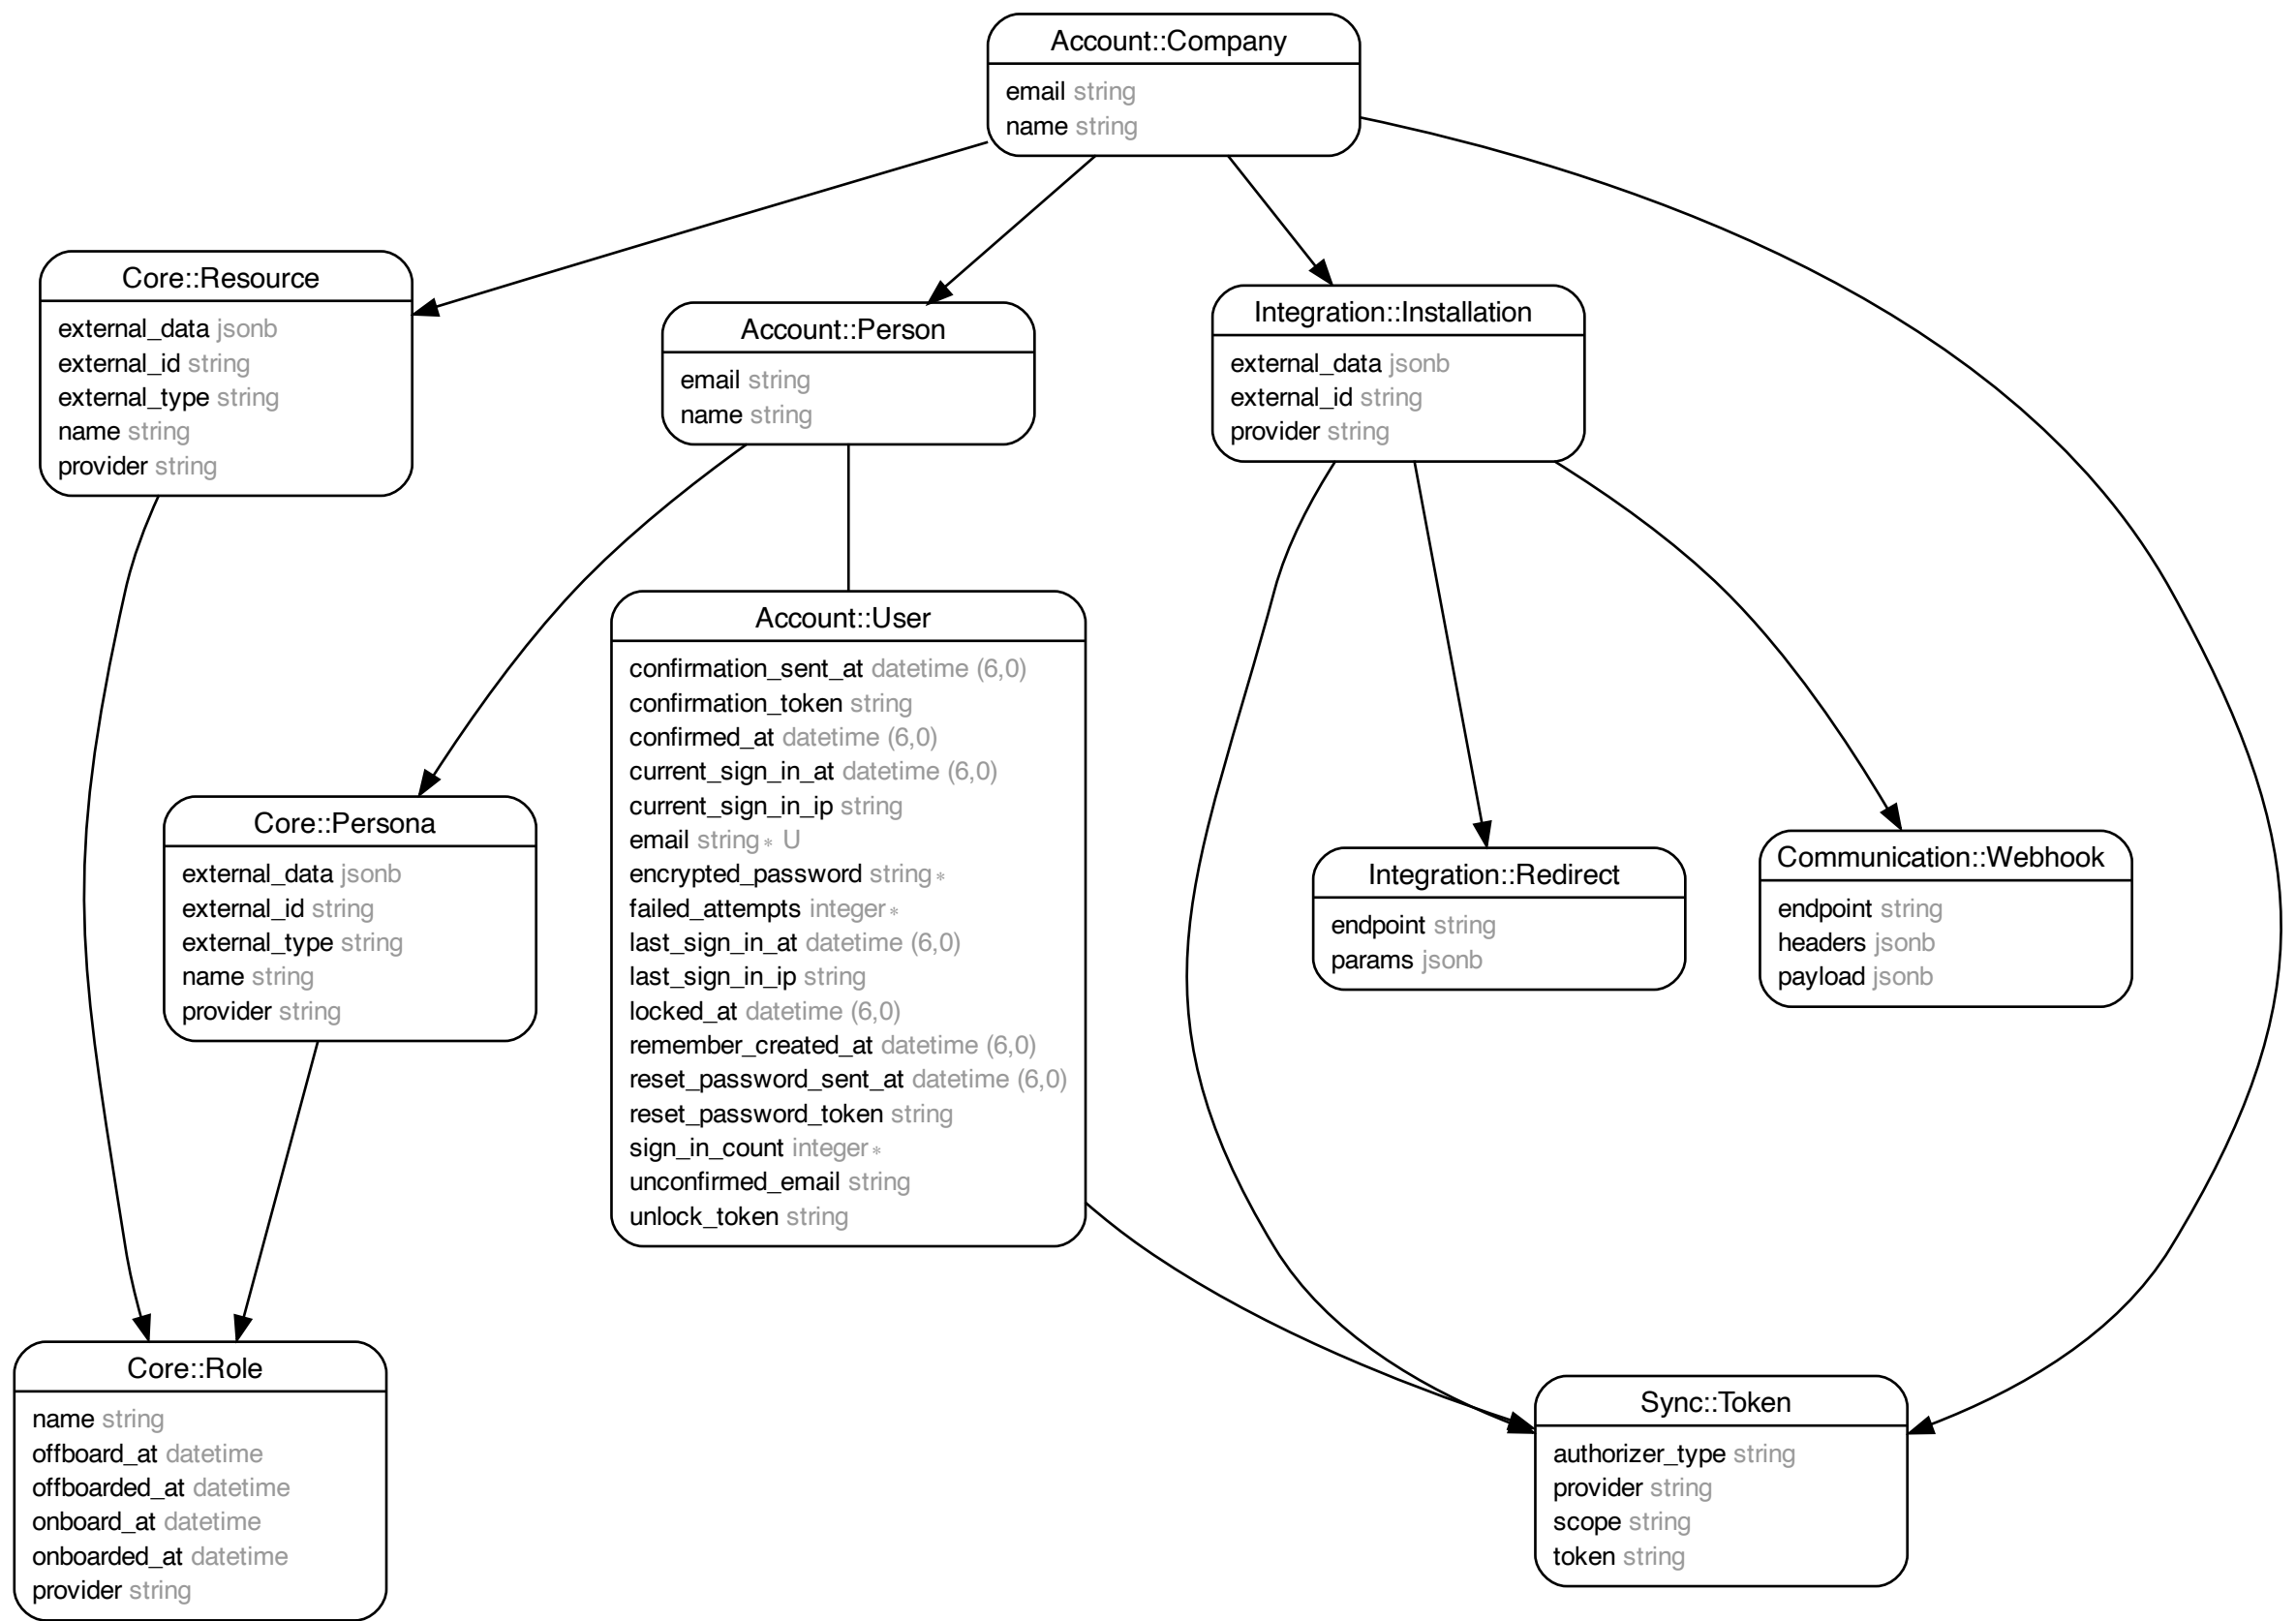 Account::Company
email string
name string
Core::Resource
external_data jsonb
external_id string
external_type string
name string
provider string
Account::Person
email string
name string
Integration::Installation
external_data jsonb
external_id string
provider string
Account::User
confirmation_sent_at datetime (6,0)
confirmation_token string
confirmed_at datetime (6,0)
current_sign_in_at datetime (6,0)
current_sign_in_ip string
email string∗ U
encrypted_password string∗
failed_attempts integer∗
last_sign_in_at datetime (6,0)
last_sign_in_ip string
locked_at datetime (6,0)
remember_created_at datetime (6,0)
reset_password_sent_at datetime (6,0)
reset_password_token string
sign_in_count integer∗
unconfirmed_email string
unlock_token string
Core::Persona
external_data jsonb
external_id string
external_type string
name string
provider string
Integration::Redirect
endpoint string
params jsonb
Communication::Webhook
endpoint string
headers jsonb
payload jsonb
Core::Role
name string
offboard_at datetime
offboarded_at datetime
onboard_at datetime
onboarded_at datetime
provider string
Sync::Token
authorizer_type string
provider string
scope string
token string